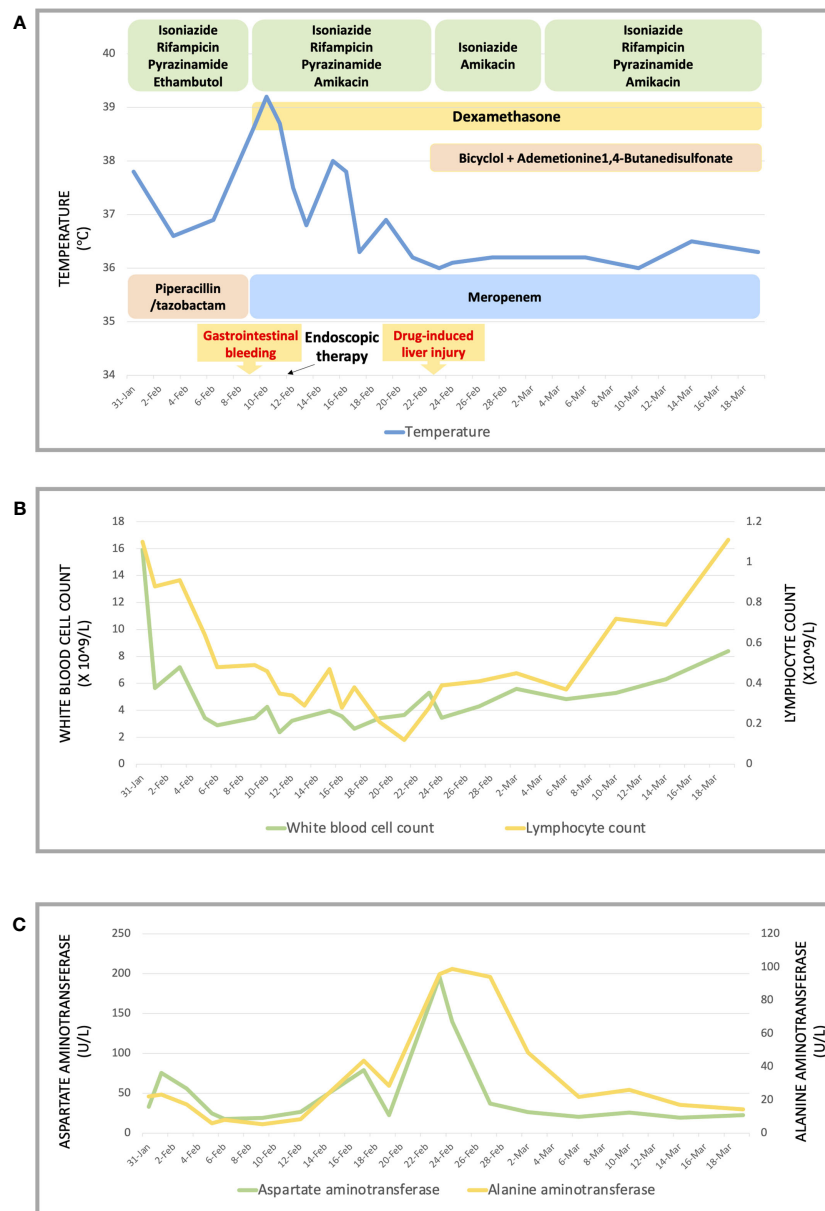 A
Isoniazide
Rifampicin
Pyrazinamide
Ethambutol
Isoniazide
Rifampicin
Pyrazinamide
Amikacin
Isoniazide
Amikacin
Isoniazide
Rifampicin
Pyrazinamide
Amikacin
Dexamethasone
Bicyclol + Ademetionine1,4-Butanedisulfonate
TEMPERATURE
(°C)
40
39
38
37
36
35
34
Piperacillin
/tazobactam
Meropenem
Gastrointestinal
bleeding
Endoscopic
therapy
Drug-induced
liver injury
31-Jan 2-Feb 4-Feb 6-Feb 8-Feb 10-Feb 12-Feb 14-Feb 16-Feb 18-Feb 20-Feb 22-Feb 24-Feb 26-Feb 28-Feb 2-Mar 4-Mar 6-Mar 8-Mar 10-Mar 12-Mar 14-Mar 16-Mar 18-Mar
Temperature
B
WHITE BLOOD CELL COUNT
(X 10^9/L)
18
16
14
12
10
8
6
4
2
0
1.2
1
0.8
0.6
0.4
0.2
0
LYMPHOCYTE COUNT
(X10^9/L)
31-Jan 2-Feb 4-Feb 6-Feb 8-Feb 10-Feb 12-Feb 14-Feb 16-Feb 18-Feb 20-Feb 22-Feb 24-Feb 26-Feb 28-Feb 2-Mar 4-Mar 6-Mar 8-Mar 10-Mar 12-Mar 14-Mar 16-Mar 18-Mar
White blood cell count Lymphocyte count
C
ASPARTATE AMINOTRANSFERASE
(U/L)
250
200
150
100
50
0
120
100
80
60
40
20
0
ALANINE AMINOTRANSFERASE
(U/L)
31-Jan 2-Feb 4-Feb 6-Feb 8-Feb 10-Feb 12-Feb 14-Feb 16-Feb 18-Feb 20-Feb 22-Feb 24-Feb 26-Feb 28-Feb 2-Mar 4-Mar 6-Mar 8-Mar 10-Mar 12-Mar 14-Mar 16-Mar 18-Mar
Aspartate aminotransferase Alanine aminotransferase